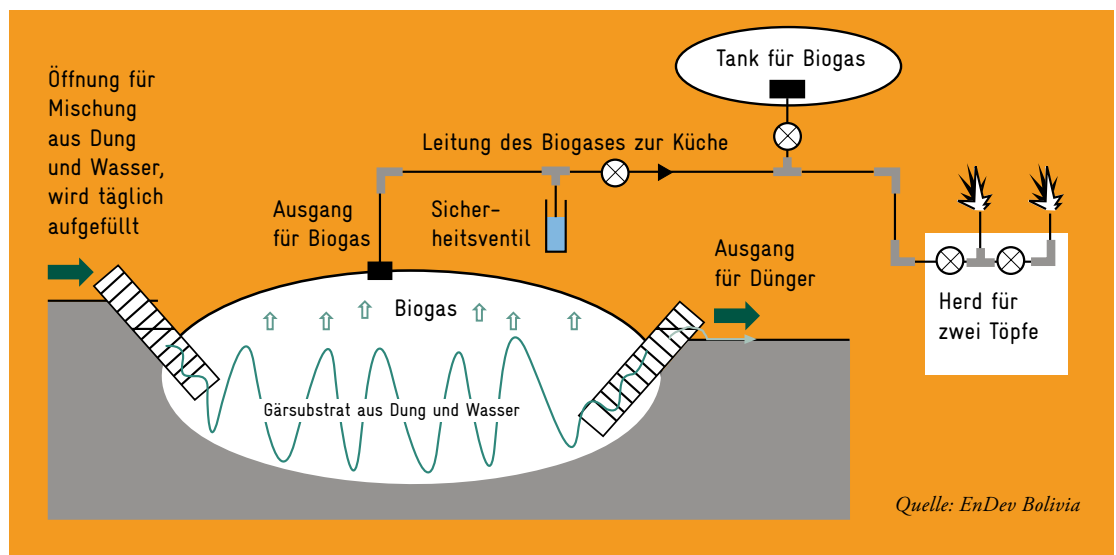 Öffnung für
Mischung
aus Dung
und Wasser,
wird täglich
aufgefüllt
Tank für Biogas
Leitung des Biogases zur Küche
Ausgang
für Biogas
Sicher-
heitsventil
Ausgang
für Dünger
Biogas
Herd für
zwei Töpfe
Gärsubstrat aus Dung und Wasser
Quelle: EnDev Bolivia